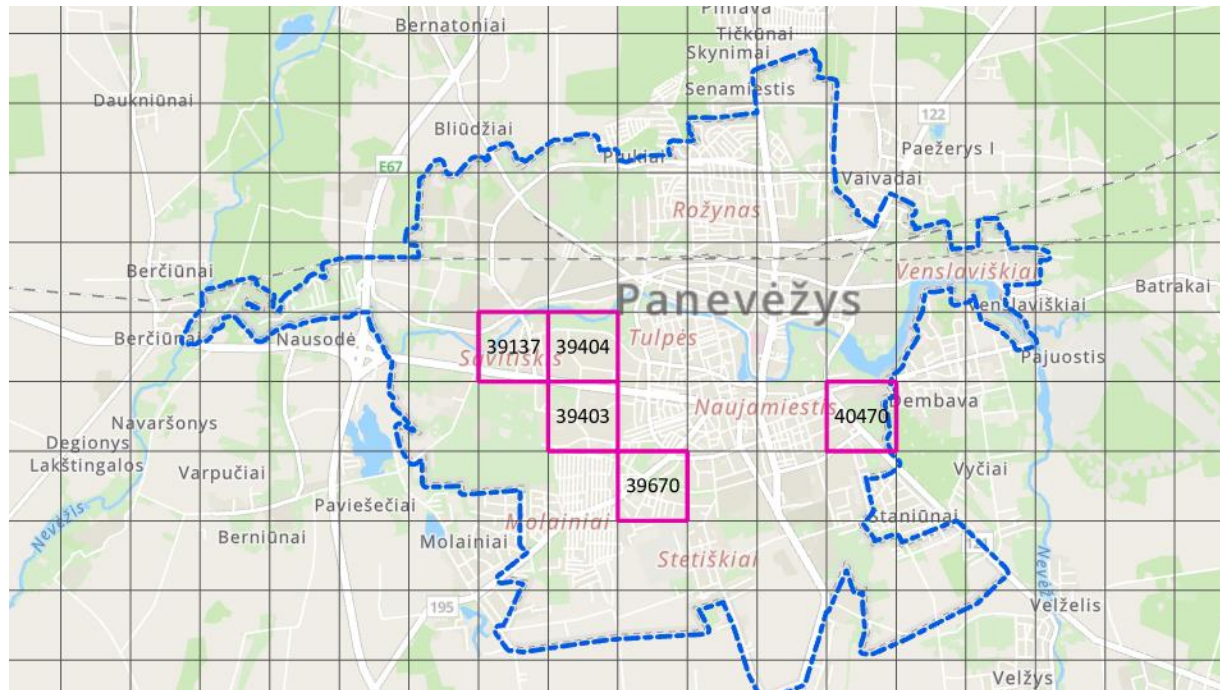 Piniava
Bernatoniai
Tičkūnai
Skynimai
Senamiestis
Daukniūnai
Bliūdžiai
122
E67
Paežerys I
Vaivadai
Rožynas
Berčiūnai
Venslaviškiai
Panevėžys
Venslaviškiai
Batrakai
Berčiūnai
Nausodė
39137
39404
Tulpės
Savitiškis
Pajuostis
Naujamiestis
Dembava
39403
40470
Navaršonys
Degionys
Lakštingalos
Varpučiai
Vyčiai
39670
Paviešečiai
Staniūnai
Molainiai
Berniūnai
Molainiai
Nevėžis
Stetiškiai
195
Velželis
Velžys